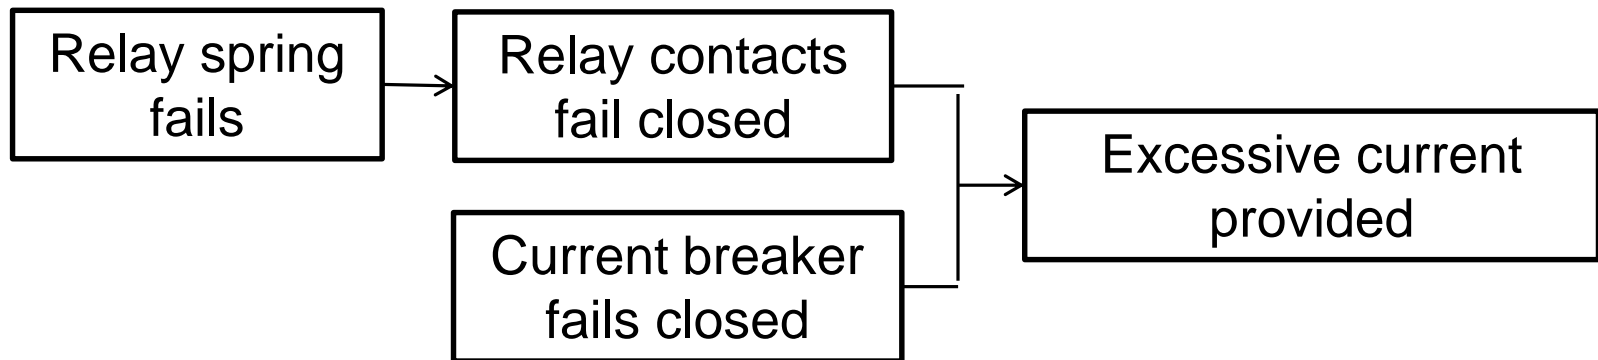 Relay spring
fails
Relay contacts
fail closed
Current breaker
fails closed
Excessive current
provided